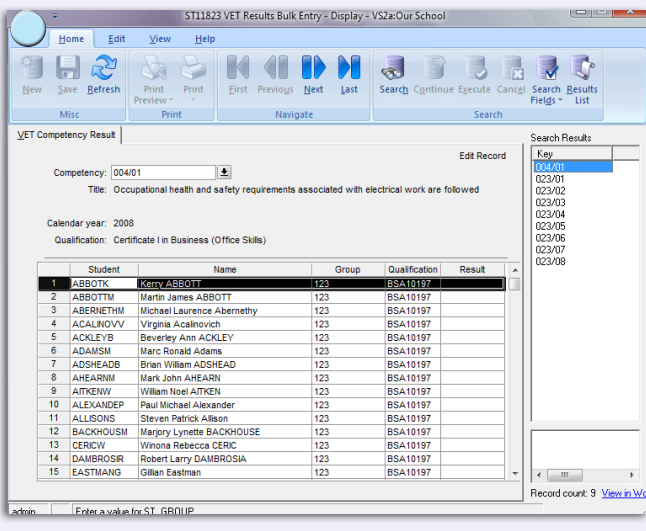 ST11823 VET Results Bulk Entry - Display - VS2a:Our School
Home Edit View Help
New Save Refresh Print Preview Print First Previous Next Last Search Continue Execute Cancel Search Fields Results List
Misc Print Navigate Search
VET Competency Result
Search Results
Edit Record
Key
Competency: 004/01
004/01
Title: Occupational health and safety requirements associated with electrical work are followed
023/01
023/02
023/03
Calendar year: 2008
023/04
023/05
Qualification: Certificate I in Business (Office Skills)
023/06
023/07
023/08
Student Name Group Qualification Result
1 ABBOTK Kerry ABBOTT 123 BSA10197
2 ABBOTTM Martin James ABBOTT 123 BSA10197
3 ABERNETHM Michael Laurence Abernethy 123 BSA10197
4 ACALINOVV Virginia Acalinovich 123 BSA10197
5 ACKLEYB Beverley Ann ACKLEY 123 BSA10197
6 ADAMSM Marc Ronald Adams 123 BSA10197
7 ADSHEADB Brian William ADSHEAD 123 BSA10197
8 AHEARNM Mark John AHEARN 123 BSA10197
9 AITKENW William Noel AITKEN 123 BSA10197
10 ALEXANDEP Paul Michael Alexander 123 BSA10197
11 ALLISONS Steven Patrick Allison 123 BSA10197
12 BACKHOUSM Marjory Lynette BACKHOUSE 123 BSA10197
13 CERICW Winona Rebecca CERIC 123 BSA10197
14 DAMBROSIR Robert Larry DAMBROSIA 123 BSA10197
15 EASTMANG Gillian Eastman 123 BSA10197
Record count: 9 View in Wo
admin Enter a value for ST_GROUP